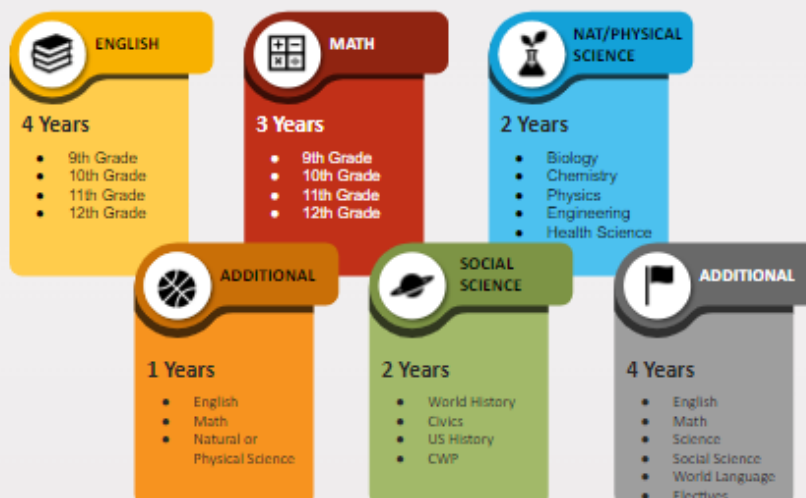 ENGLISH
4 Years
9th Grade
10th Grade
11th Grade
12th Grade
MATH
3 Years
9th Grade
10th Grade
11th Grade
12th Grade
NAT/PHYSICAL
SCIENCE
2 Years
Biology
Chemistry
Physics
Engineering
Health Science
ADDITIONAL
1 Years
English
Math
Natural or
Physical Science
SOCIAL
SCIENCE
2 Years
World History
Civics
US History
CWP
ADDITIONAL
4 Years
English
Math
Science
Social Science
World Language
Electives